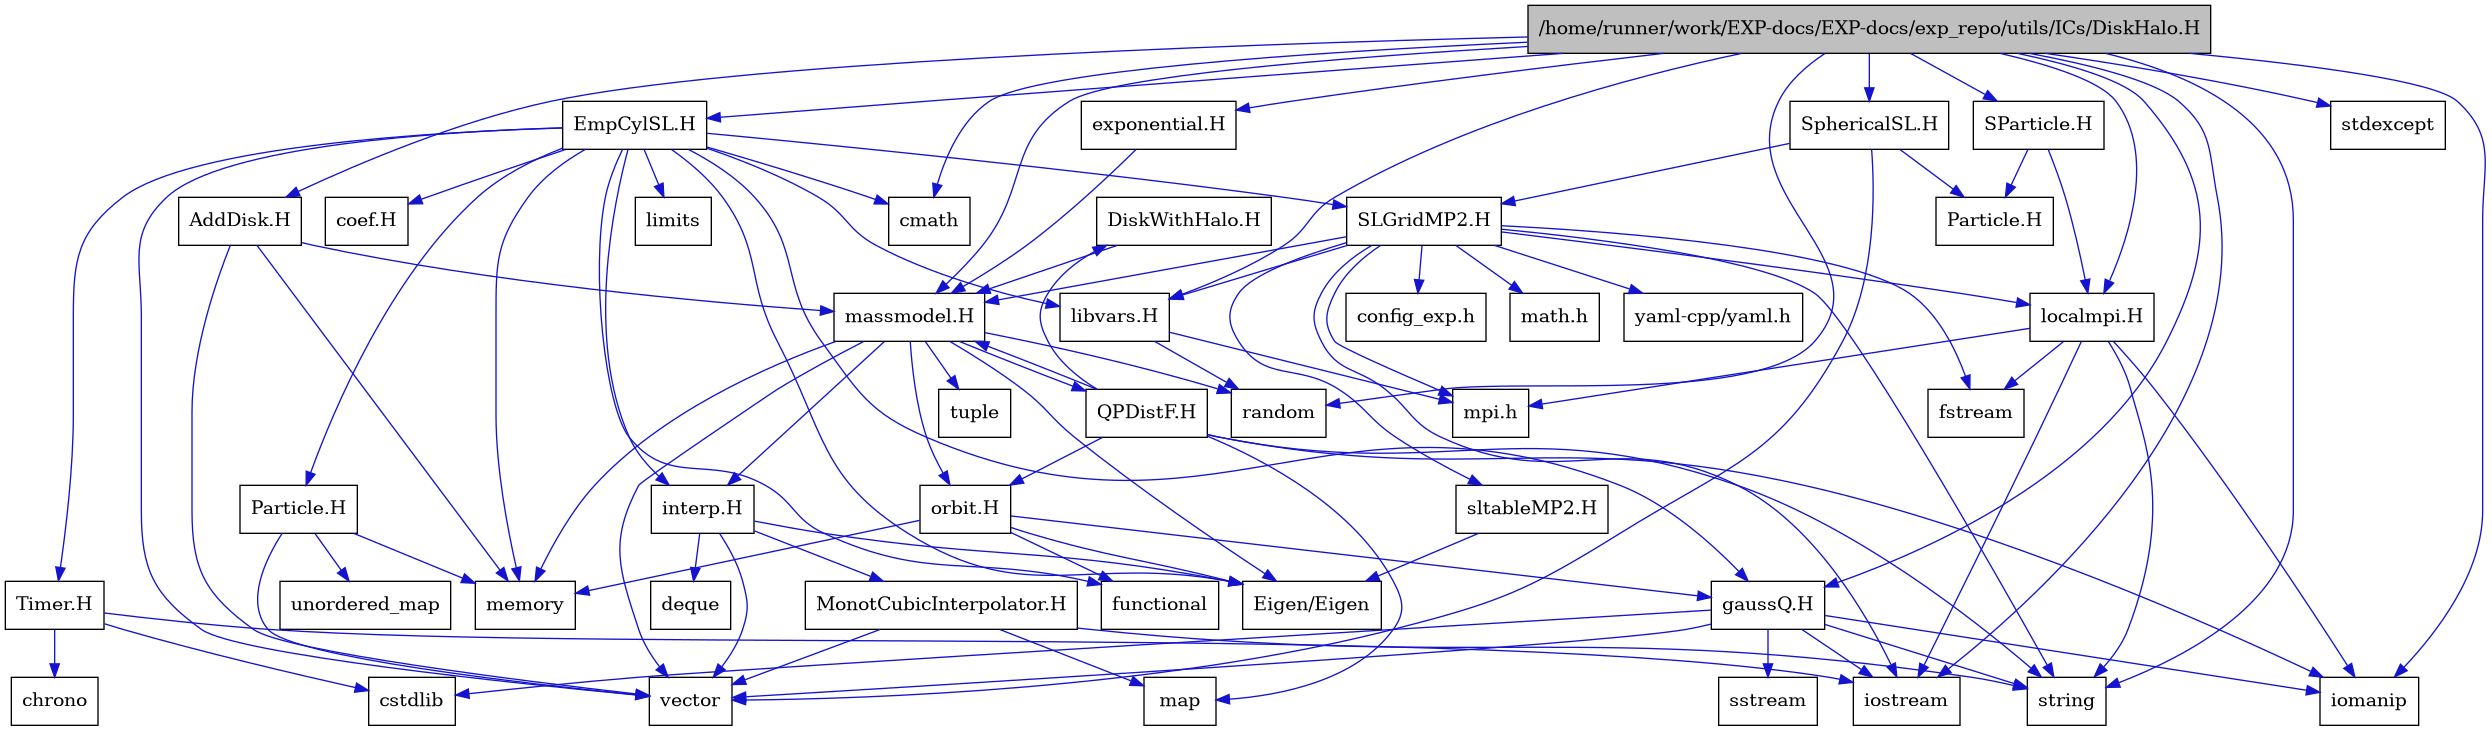 /home/runner/work/EXP-docs/EXP-docs/exp_repo/utils/ICs/DiskHalo.H
EmpCylSL.H
exponential.H
SphericalSL.H
SParticle.H
stdexcept
AddDisk.H
coef.H
limits
cmath
DiskWithHalo.H
SLGridMP2.H
Particle.H
massmodel.H
libvars.H
config_exp.h
math.h
yaml-cpp/yaml.h
localmpi.H
tuple
QPDistF.H
random
mpi.h
fstream
Particle.H
interp.H
orbit.H
sltableMP2.H
Timer.H
unordered_map
memory
deque
MonotCubicInterpolator.H
functional
Eigen/Eigen
gaussQ.H
chrono
cstdlib
vector
map
sstream
iostream
string
iomanip